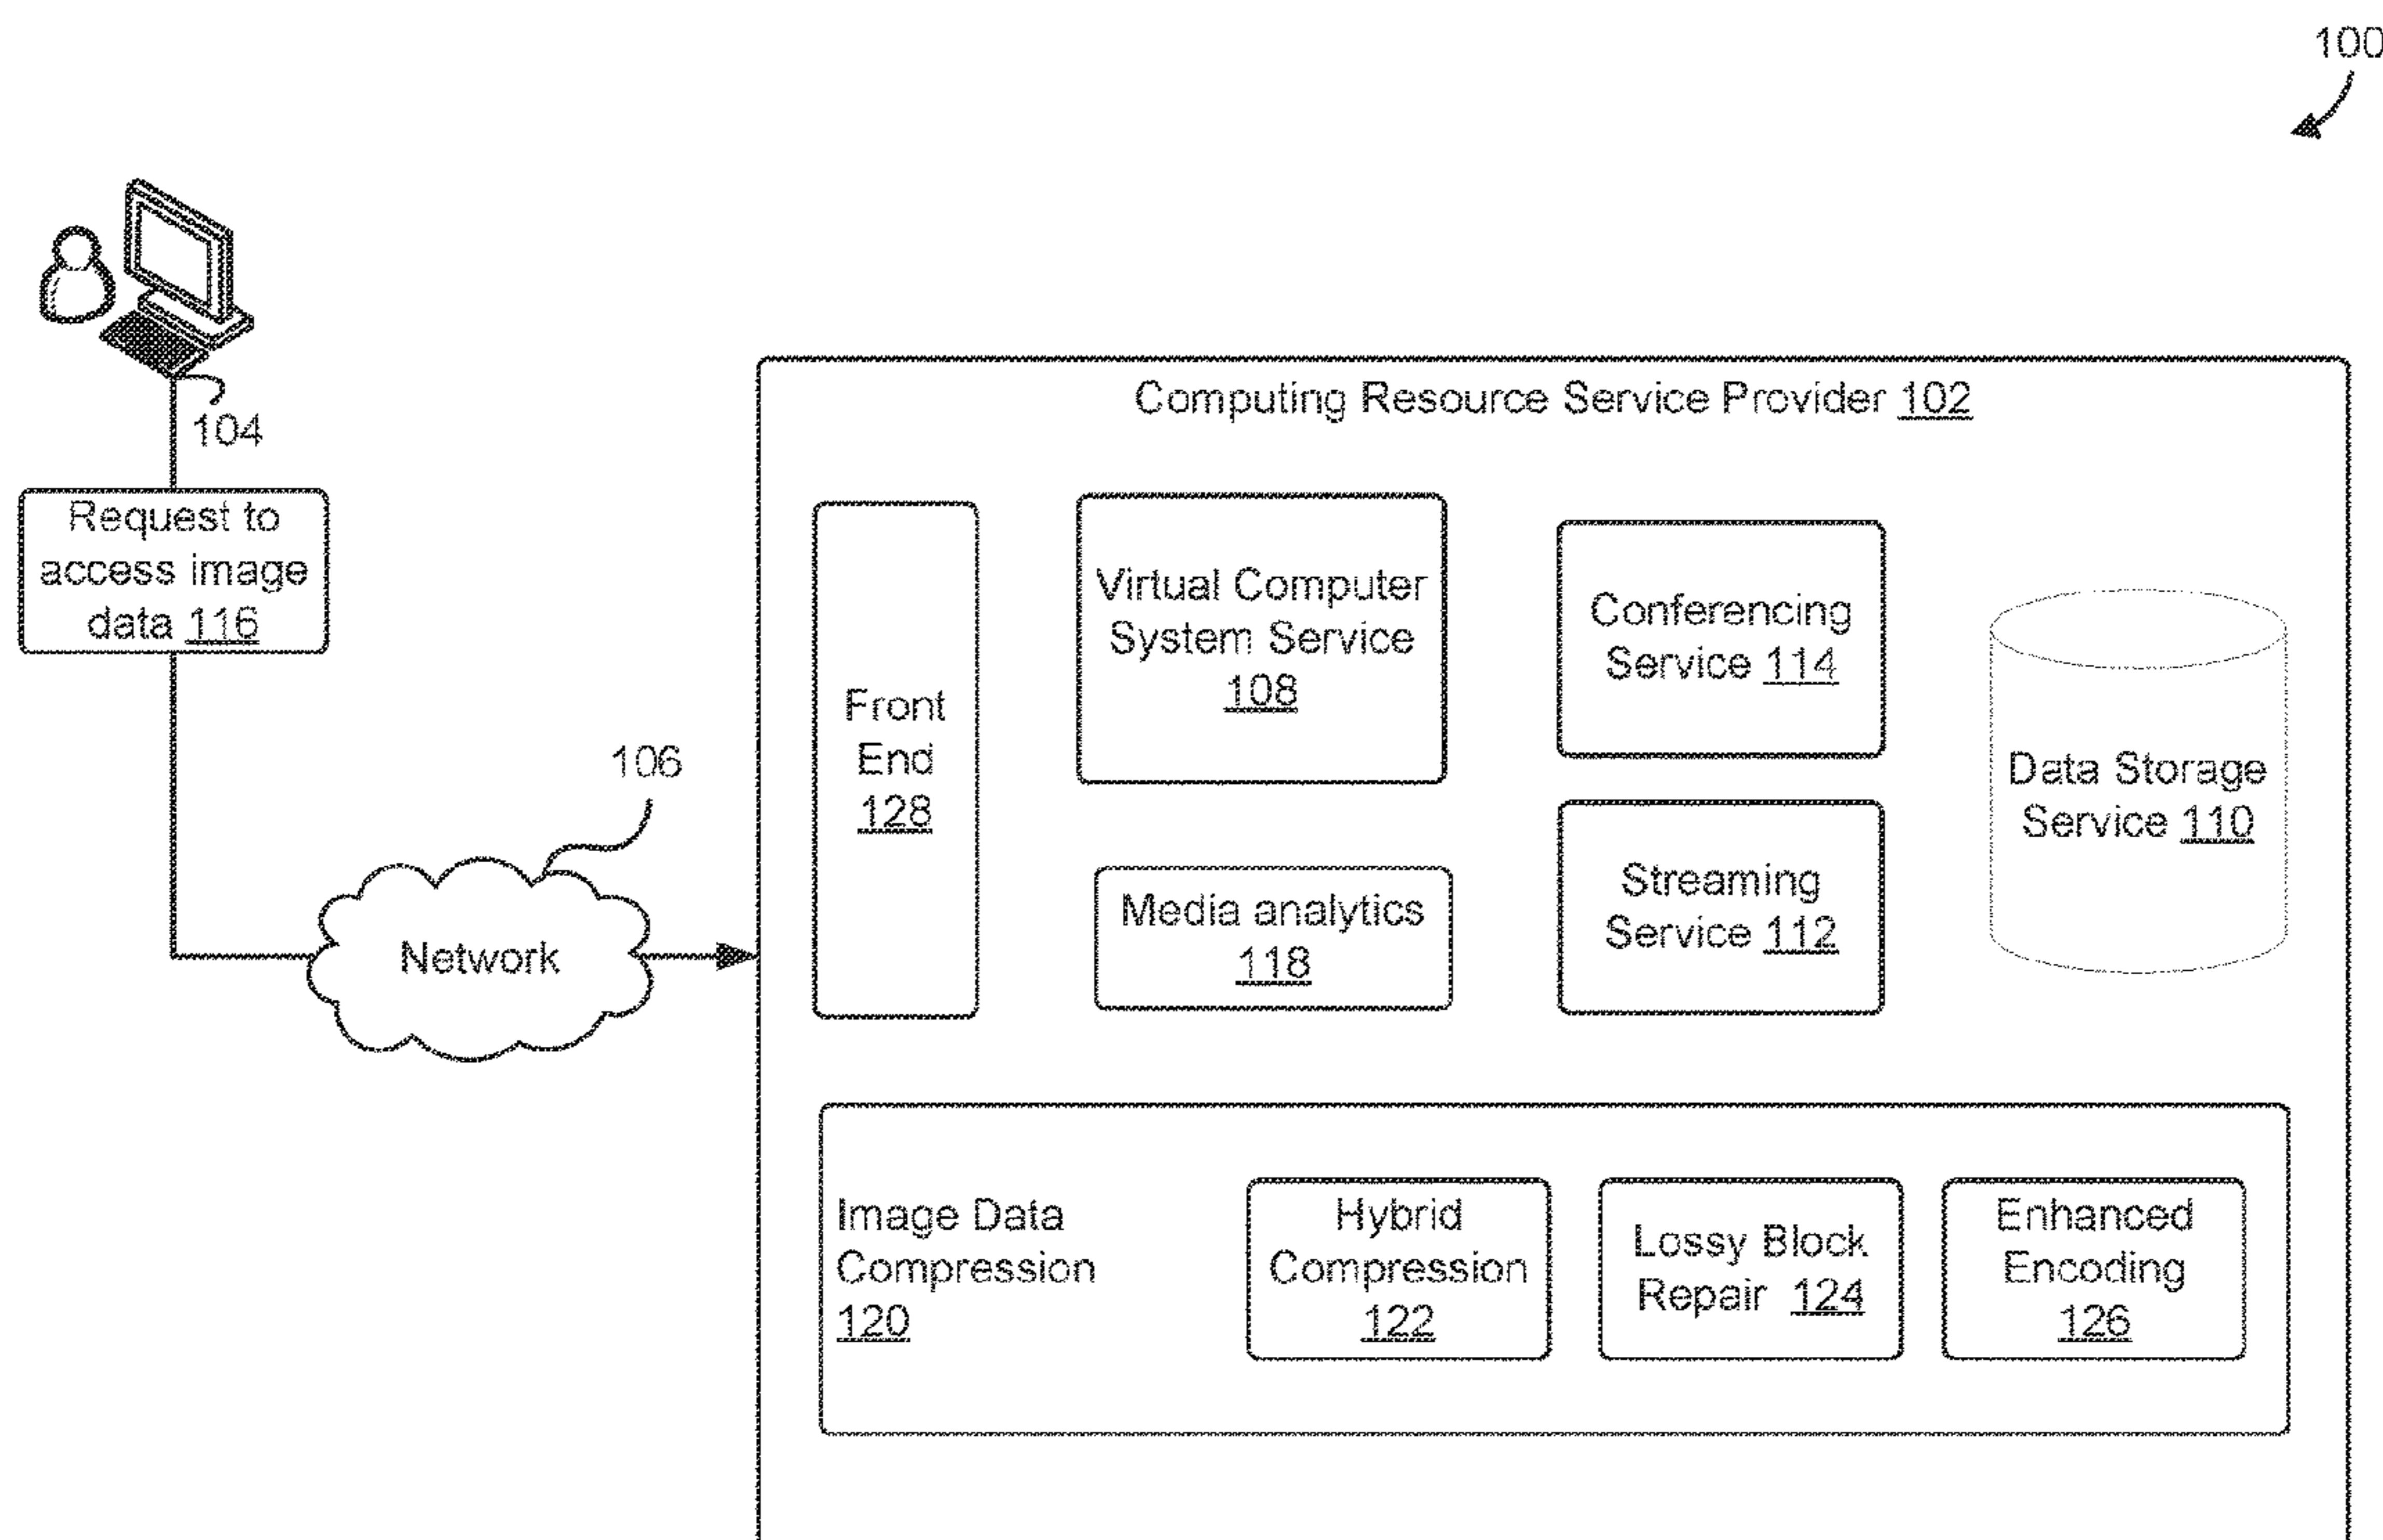 100
104
Request to
access image
data 116
106
Network
Computing Resource Service Provider 102
Front
End
128
Virtual Computer
System Service
108
Media analytics
118
Conferencing
Service 114
Streaming
Service 112
Data Storage
Service 110
Image Data
Compression
120
Hybrid
Compression
122
Lossy Block
Repair 124
Enhanced
Encoding
126